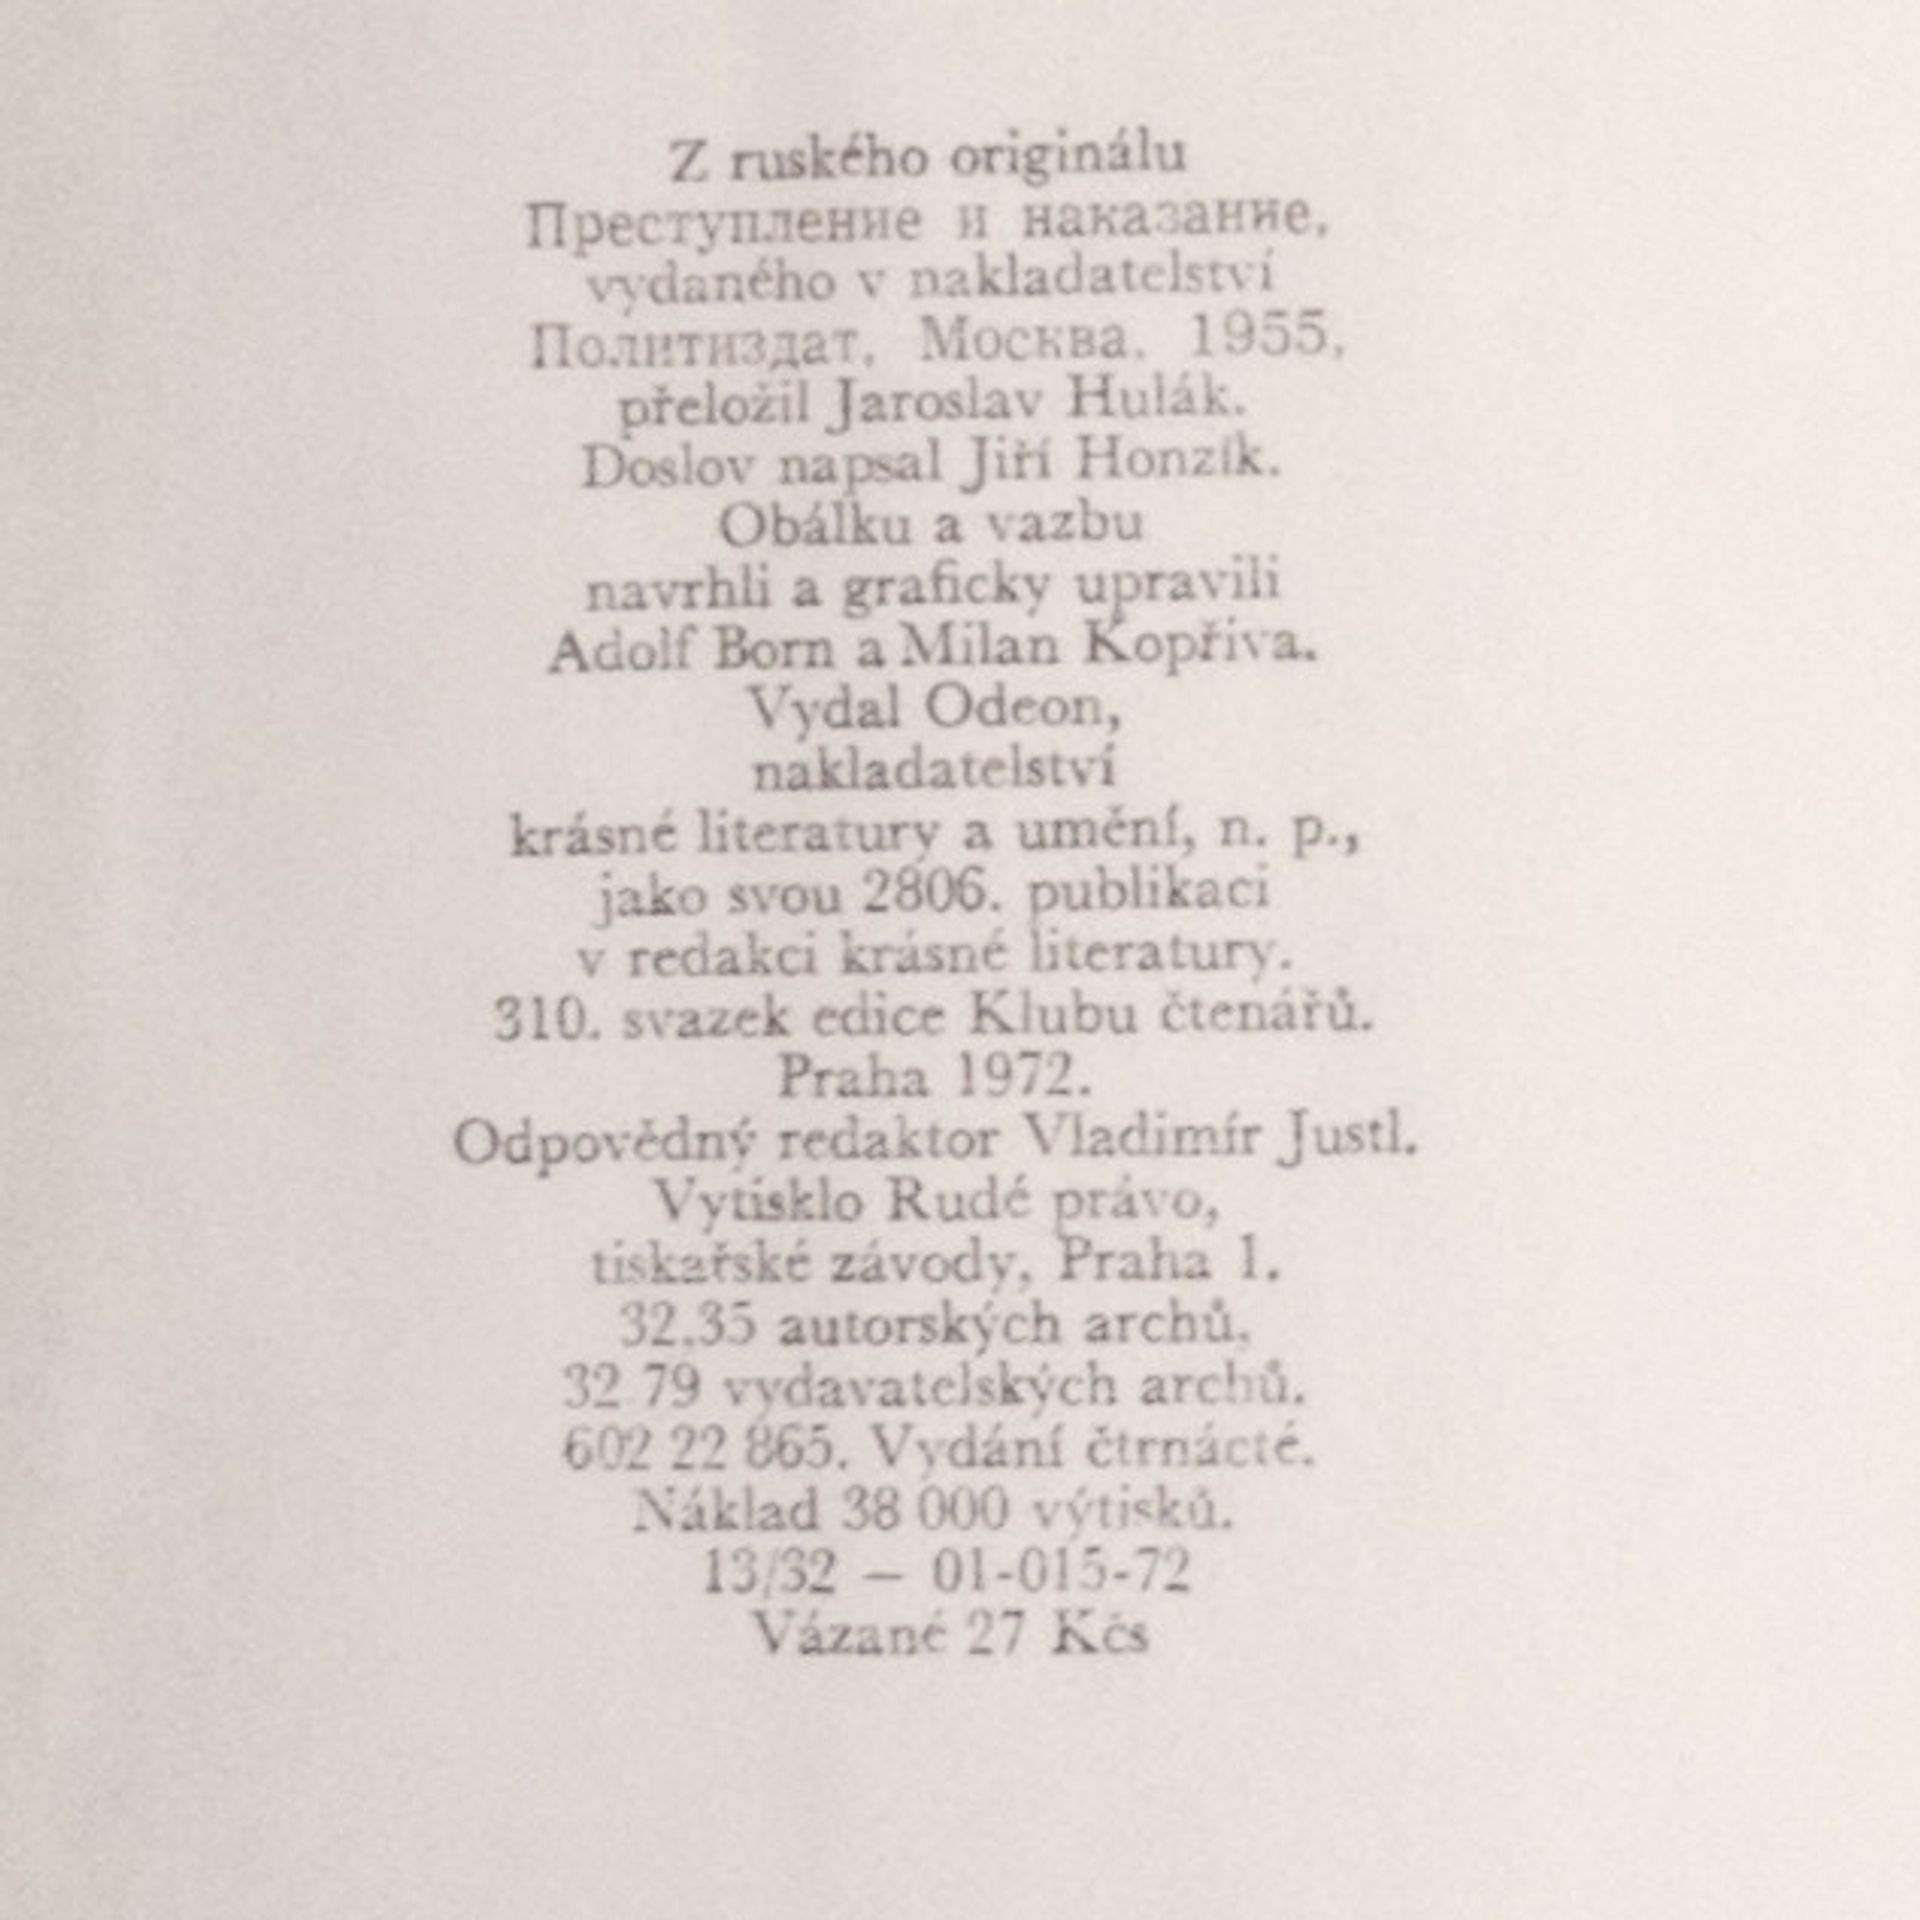 Z ruského originálu
Преступление и наказание,
vydaného v nakladatelství
Политиздат, Москва, 1955,
přeložil Jaroslav Hulák.
Doslov napsal Jiří Honzík.
Obálku a vazbu
navrhli a graficky upravili
Adolf Born a Milan Kopřiva.
Vydal Odeon,
nakladatelství
krásné literatury a umění, n. p.,
jako svou 2806. publikaci
v redakci krásné literatury.
310. svazek edice Klubu čtenářů.
Praha 1972.
Odpovědný redaktor Vladimír Justl.
Vytisklo Rudé právo,
tiskařské závody, Praha 1.
32,35 autorských archů,
32 79 vydavatelských archů.
602 22 865. Vydání čtrnácté.
Náklad 38 000 výtisků.
13/32 — 01-015-72
Vázané 27 Kčs